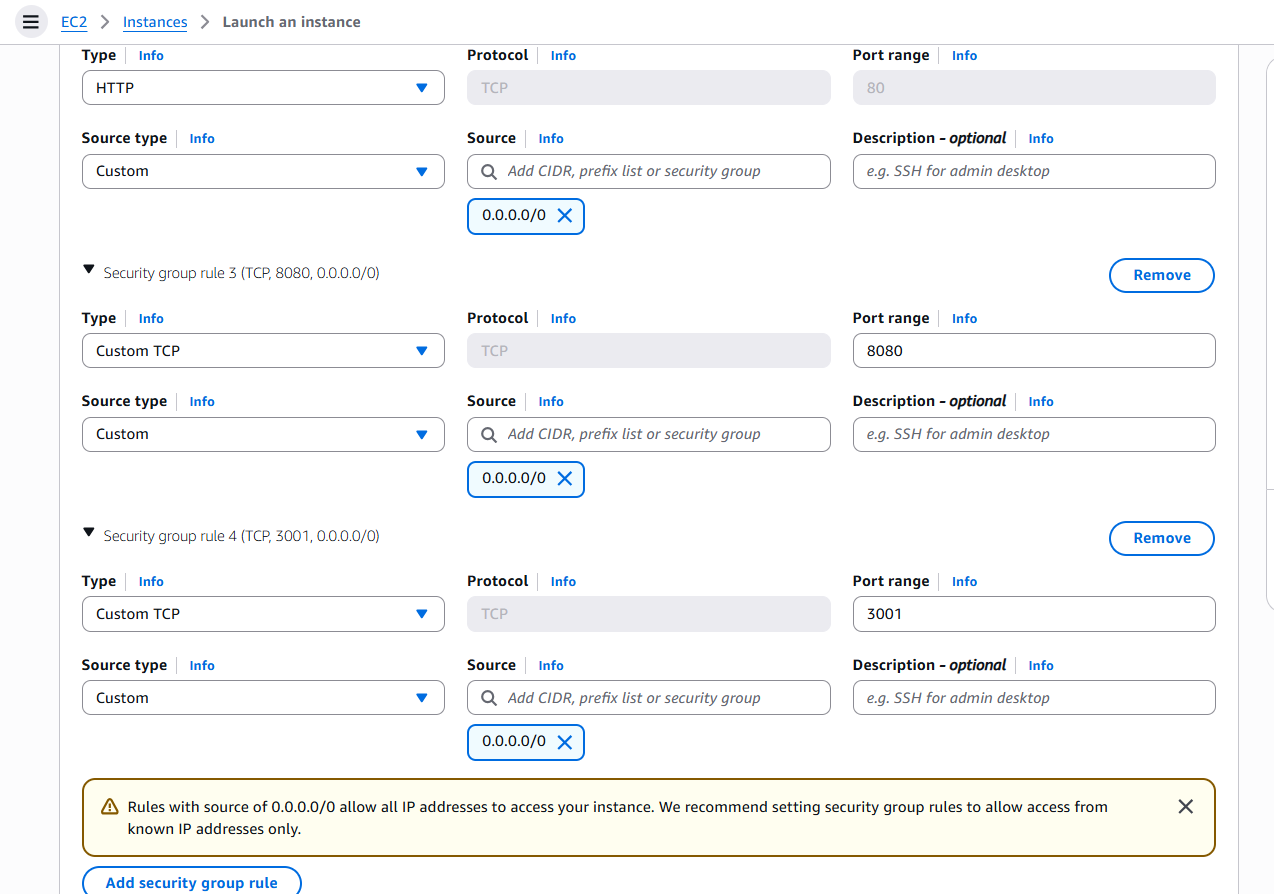 EC2 > Instances > Launch an instance
Type Info Protocol Info Port range Info
HTTP TCP 80
Source type Info Source Info Description - optional Info
Custom Add CIDR, prefix list or security group e.g. SSH for admin desktop
0.0.0.0/0
Security group rule 3 (TCP, 8080, 0.0.0.0/0) Remove
Type Info Protocol Info Port range Info
Custom TCP TCP 8080
Source type Info Source Info Description - optional Info
Custom Add CIDR, prefix list or security group e.g. SSH for admin desktop
0.0.0.0/0
Security group rule 4 (TCP, 3001, 0.0.0.0/0) Remove
Type Info Protocol Info Port range Info
Custom TCP TCP 3001
Source type Info Source Info Description - optional Info
Custom Add CIDR, prefix list or security group e.g. SSH for admin desktop
0.0.0.0/0
Rules with source of 0.0.0.0/0 allow all IP addresses to access your instance. We recommend setting security group rules to allow access from
known IP addresses only.
Add security group rule